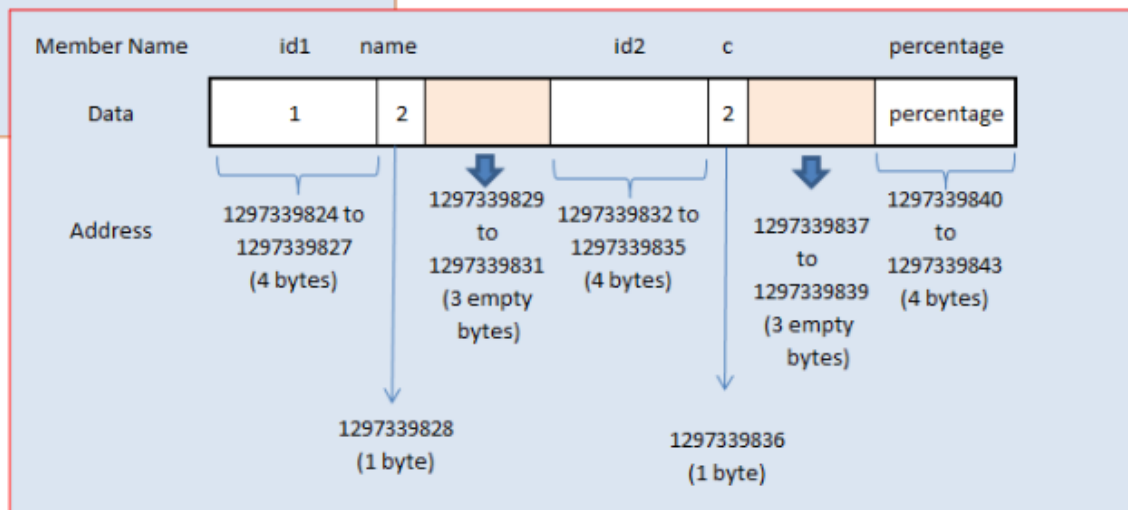 Member Name id1 name id2 c percentage
Data 1 2 2 percentage
Address
1297339824 to
1297339827
(4 bytes)
1297339828
(1 byte)
1297339829
to
1297339831
(3 empty
bytes)
1297339832 to
1297339835
(4 bytes)
1297339836
(1 byte)
1297339837
to
1297339839
(3 empty
bytes)
1297339840
to
1297339843
(4 bytes)